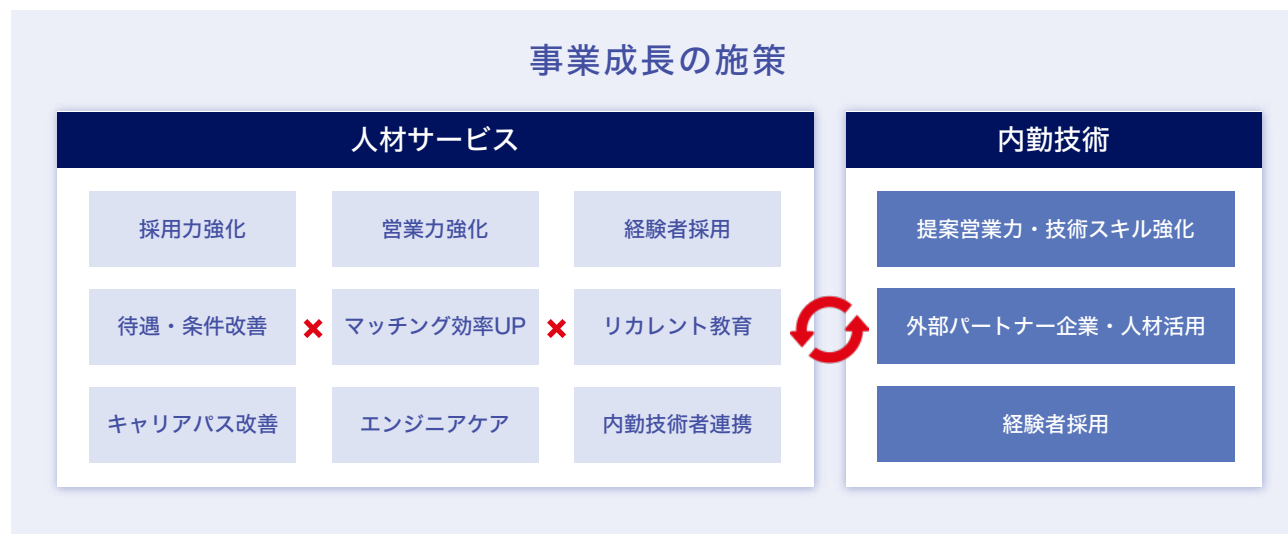 事業成長の施策
人材サービス
採用力強化
営業力強化
経験者採用
待遇・条件改善
マッチング効率UP
リカレント教育
キャリアパス改善
エンジニアケア
内勤技術者連携
内勤技術
提案営業力・技術スキル強化
外部パートナー企業・人材活用
経験者採用